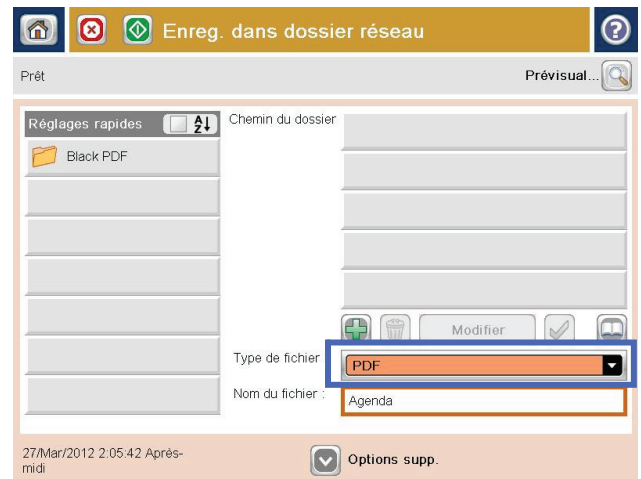 Enreg. dans dossier réseau
Prêt
Prévisual...
Réglages rapides
Chemin du dossier
Black PDF
Modifier
Type de fichier
PDF
Nom du fichier :
Agenda
27/Mar/2012 2:05:42 Après-
midi
Options supp.